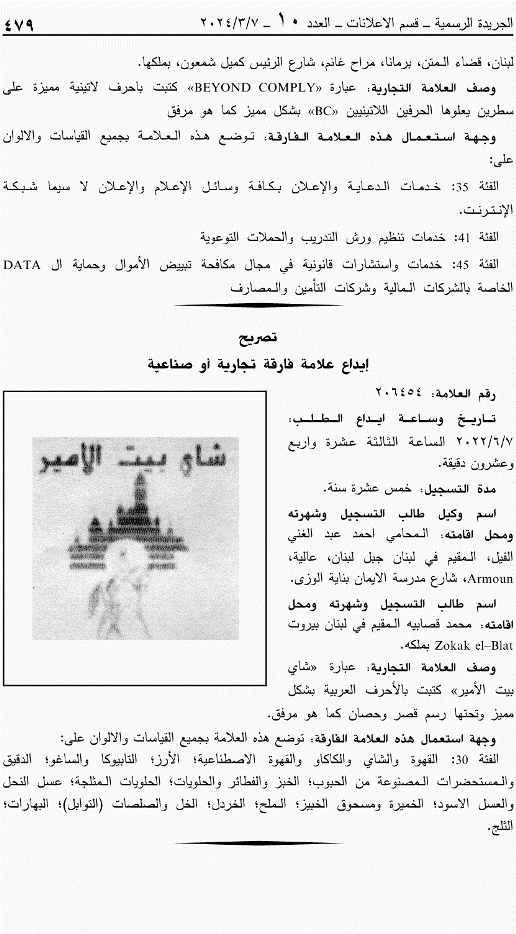 الجريدة الرسمية – قسم الاعلانات – العدد ١٠ – ٢٠٢٤/٣/٧
٤٧٩
لبنان، قضاء المتن، برمانا، مراح غانم، شارع الرئيس كميل شمعون، بملكها.
وصف العلامة التجارية: عبارة «BEYOND COMPLY» كتبت باحرف لاتينية مميزة على
سطرين يعلوها الحرفين اللاتينيين «BC» بشكل مميز كما هو مرفق
وجهة استعمال هذه العلامة الفارقة: توضع هذه العلامة بجميع القياسات والالوان
على:
الفئة 35: خدمات الدعاية والإعلان بكافة وسائل الإعلام والإعلان لا سيما شبكة
الإنترنت.
الفئة 41: خدمات تنظيم ورش التدريب والحملات التوعوية
الفئة 45: خدمات واستشارات قانونية في مجال مكافحة تبييض الأموال وحماية ال DATA
الخاصة بالشركات المالية وشركات التأمين والمصارف
تصريح
إيداع علامة فارقة تجارية أو صناعية
رقم العلامة: ٢٠٦٤٥٤
تاريخ وساعة ايداع الطلب:
٢٠٢٢/٦/٧ الساعة الثالثة عشرة واربع
وعشرون دقيقة.
مدة التسجيل: خمس عشرة سنة.
اسم وكيل طالب التسجيل وشهرته
ومحل اقامته: المحامي احمد عبد الغني
الفيل، المقيم في لبنان جبل لبنان، عالية،
Armoun، شارع مدرسة الايمان بناية الوزى.
اسم طالب التسجيل وشهرته ومحل
اقامته: محمد قصابيه المقيم في لبنان بيروت
Zokak el–Blat بملكه.
وصف العلامة التجارية: عبارة «شاي
بيت الأمير» كتبت بالأحرف العربية بشكل
مميز وتحتها رسم قصر وحصان كما هو مرفق.
شاي بيت الأمير
وجهة استعمال هذه العلامة الفارقة: توضع هذه العلامة بجميع القياسات والالوان على:
الفئة 30: القهوة والشاي والكاكاو والقهوة الاصطناعية؛ الأرز؛ التابيوكا والساغو؛ الدقيق
والمستحضرات المصنوعة من الحبوب؛ الخبز والفطائر والحلويات؛ الحلويات المثلجة؛ عسل النحل
والعسل الاسود؛ الخميرة ومسحوق الخبيز؛ الملح؛ الخردل؛ الخل والصلصات (التوابل)؛ البهارات؛
الثلج.